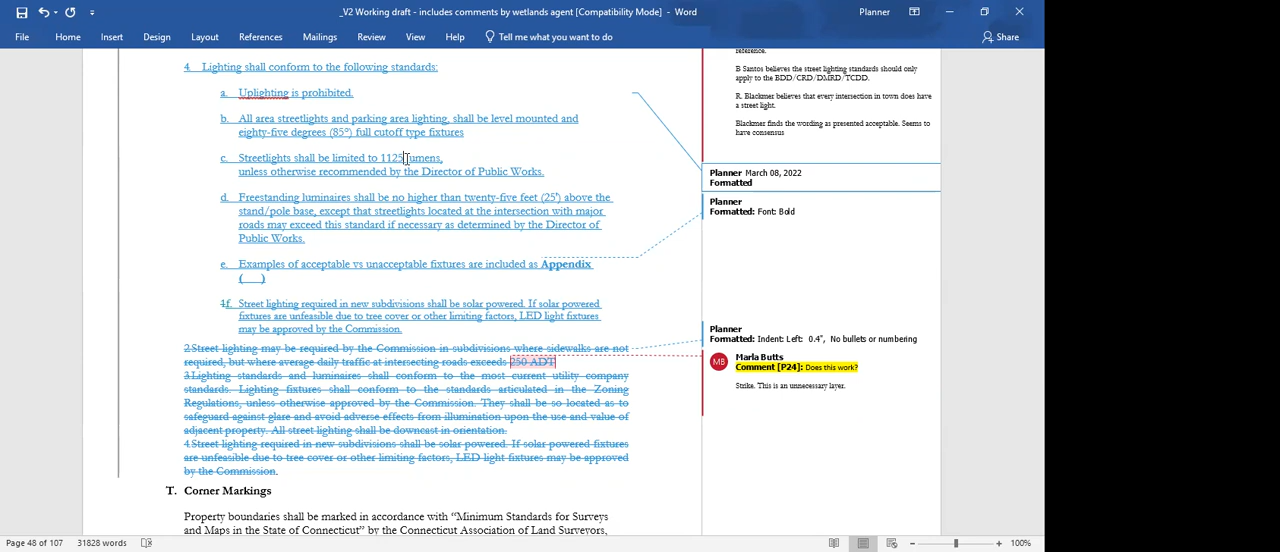 _V2 Working draft - includes comments by wetlands agent [Compatibility Mode] - Word
Planner
File Home Insert Design Layout References Mailings Review View Help Tell me what you want to do
Share
4. Lighting shall conform to the following standards:
a. Uplighting is prohibited.
b. All area streetlights and parking area lighting, shall be level mounted and
eighty-five degrees (85°) full cutoff type fixtures
c. Streetlights shall be limited to 1125 lumens,
unless otherwise recommended by the Director of Public Works.
d. Freestanding luminaires shall be no higher than twenty-five feet (25') above the
stand/pole base, except that streetlights located at the intersection with major
roads may exceed this standard if necessary as determined by the Director of
Public Works.
e. Examples of acceptable vs unacceptable fixtures are included as Appendix
( )
1f. Street lighting required in new subdivisions shall be solar powered. If solar powered
fixtures are unfeasible due to tree cover or other limiting factors, LED light fixtures
may be approved by the Commission.
2.Street lighting may be required by the Commission in subdivisions where sidewalks are not
required, but where average daily traffic at intersecting roads exceeds 250 ADT
3.Lighting standards and luminaires shall conform to the most current utility company
standards. Lighting fixtures shall conform to the standards articulated in the Zoning
Regulations, unless otherwise approved by the Commission. They shall be so located as to
safeguard against glare and avoid adverse effects from illumination upon the use and value of
adjacent property. All street lighting shall be downcast in orientation.
4.Street lighting required in new subdivisions shall be solar powered. If solar powered fixtures
are unfeasible due to tree cover or other limiting factors, LED light fixtures may be approved
by the Commission.
T. Corner Markings
Property boundaries shall be marked in accordance with “Minimum Standards for Surveys
and Maps in the State of Connecticut” by the Connecticut Association of Land Surveyors,
reference.
B Santos believes the street lighting standards should only
apply to the BDD/CRD/DMRD/TCDD.
R. Blackmer believes that every intersection in town does have
a street light.
Blackmer finds the wording as presented acceptable. Seems to
have consensus
Planner March 08, 2022
Formatted
Planner
Formatted: Font: Bold
Planner
Formatted: Indent: Left: 0.4", No bullets or numbering
MB
Marla Butts
Comment [P24]: Does this work?
Strike. This is an unnecessary layer.
Page 48 of 107 31828 words
100%